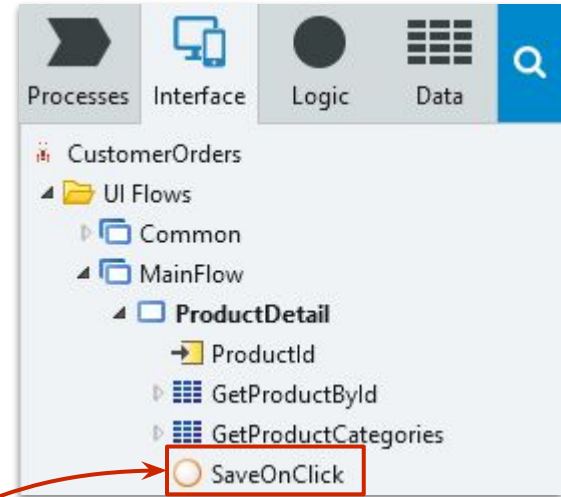 Processes Interface Logic Data
CustomerOrders
UI Flows
Common
MainFlow
ProductDetail
ProductId
GetProductById
GetProductCategories
SaveOnClick